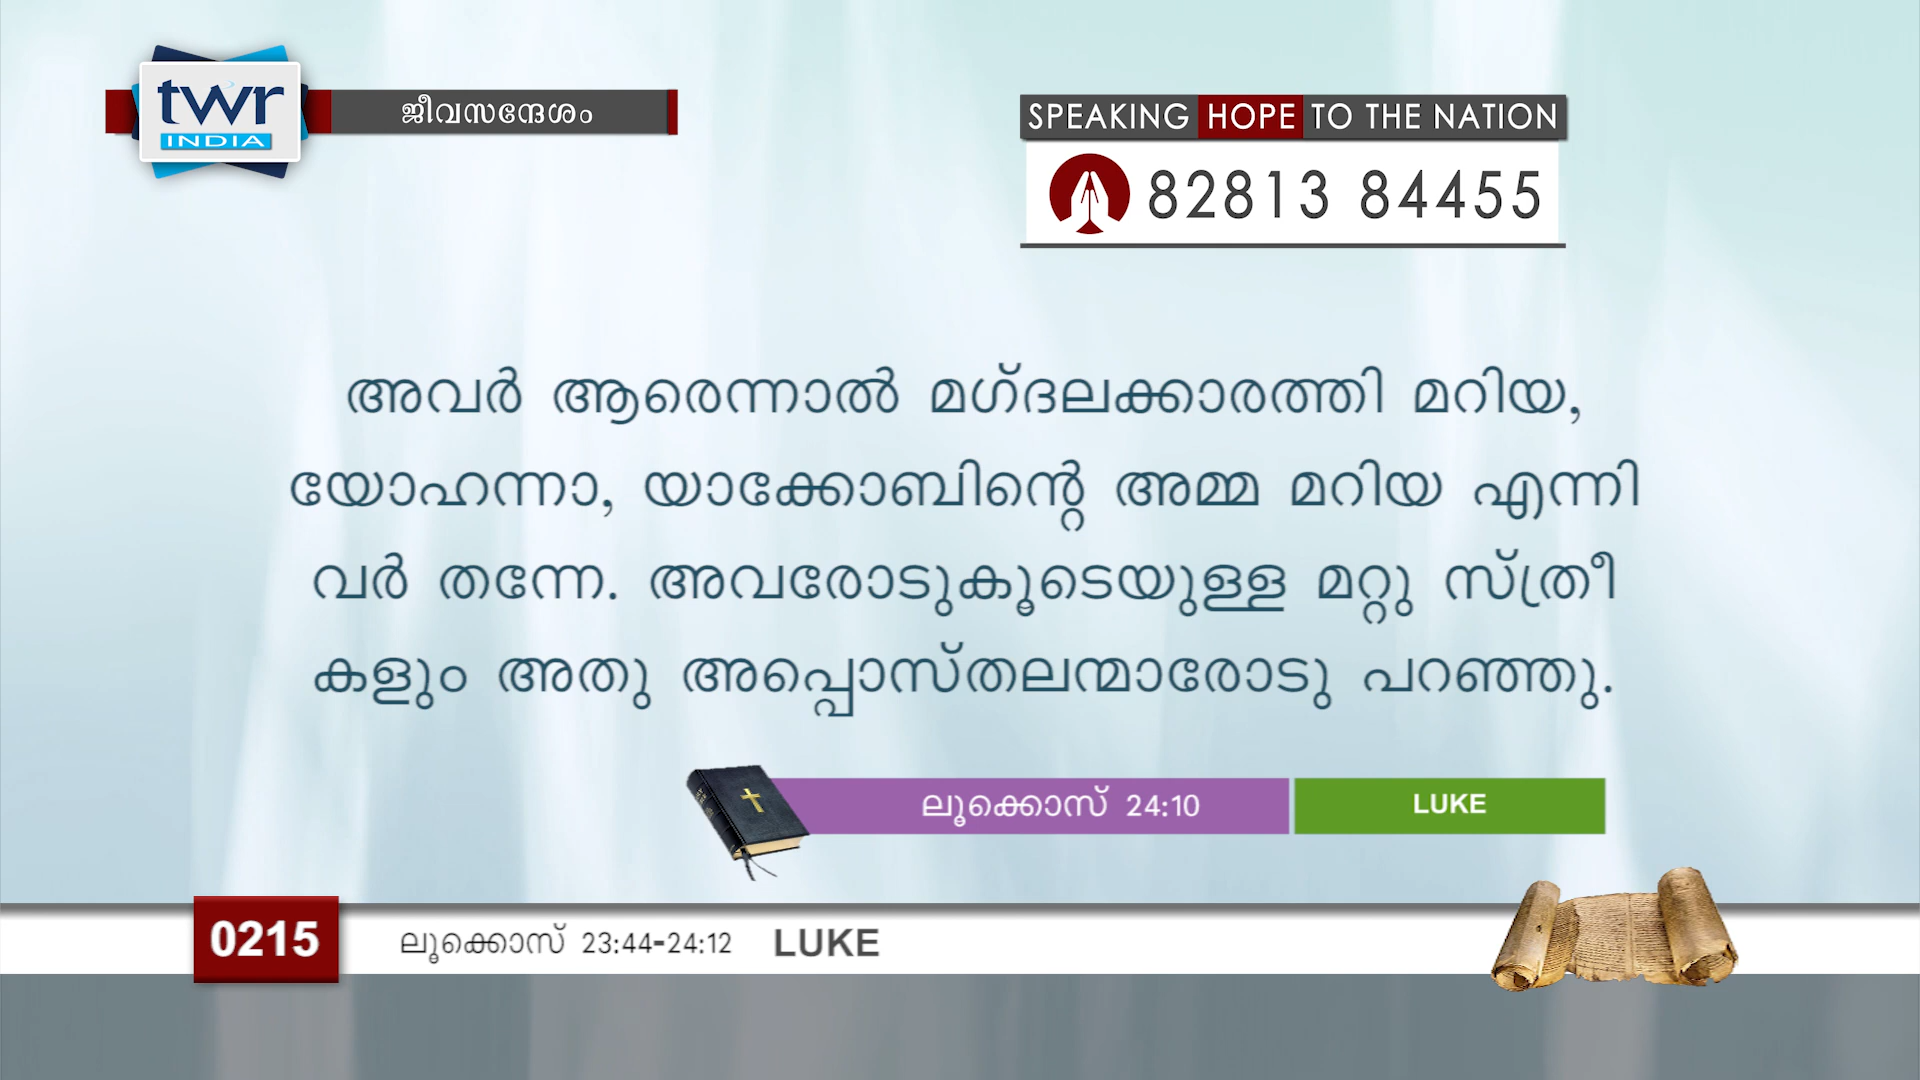 twr
INDIA
ജീവസന്ദേശം
SPEAKING HOPE TO THE NATION
82813 84455
അവർ ആരെന്നാൽ മഗ്ദലക്കാരത്തി മറിയ,
യോഹന്നാ, യാക്കോബിന്റെ അമ്മ മറിയ എന്നി
വർ തന്നേ. അവരോടുകൂടെയുള്ള മറ്റു സ്ത്രീ
കളും അതു അപ്പൊസ്തലന്മാരോടു പറഞ്ഞു.
ലൂക്കൊസ് 24:10
LUKE
0215
ലൂക്കൊസ് 23:44-24:12 LUKE